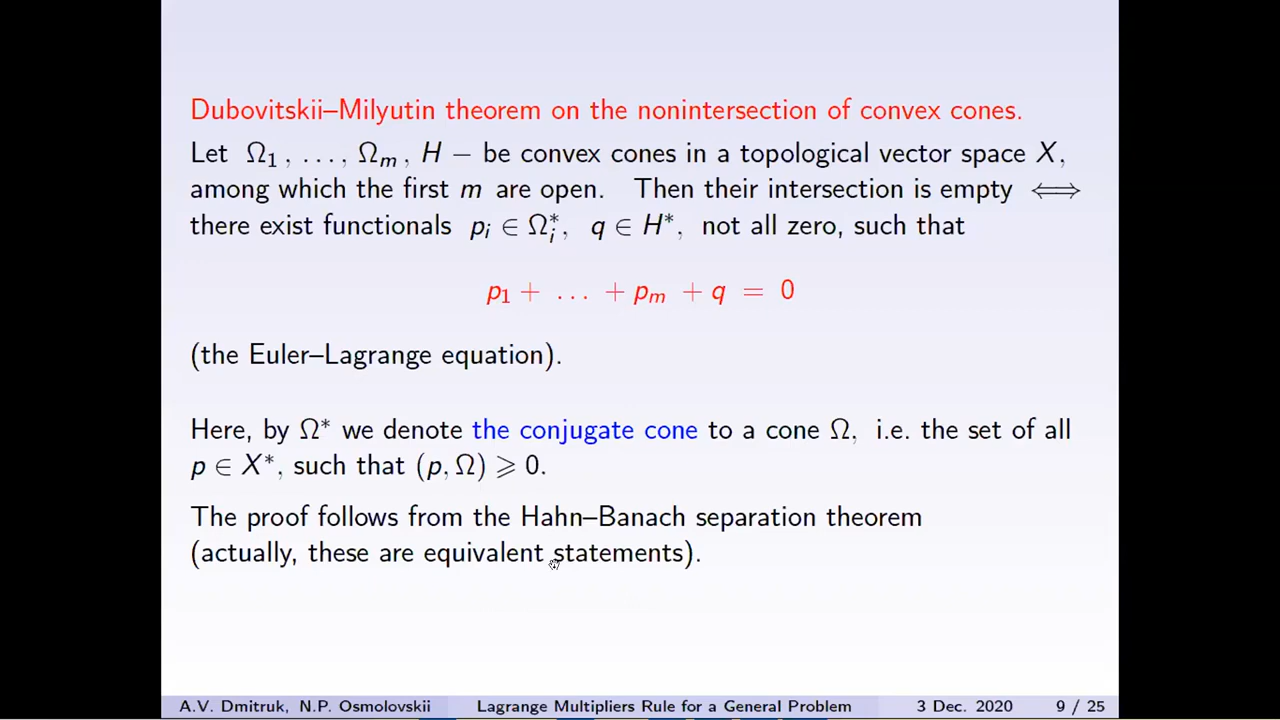 Dubovitskii–Milyutin theorem on the nonintersection of convex cones.
Let Ω₁ , … , Ωₘ , H − be convex cones in a topological vector space X,
among which the first m are open. Then their intersection is empty ⟺
there exist functionals pᵢ ∈ Ωᵢ*, q ∈ H*, not all zero, such that
p₁ + … + pₘ + q = 0
(the Euler–Lagrange equation).
Here, by Ω* we denote the conjugate cone to a cone Ω, i.e. the set of all
p ∈ X*, such that (p, Ω) ⩾ 0.
The proof follows from the Hahn–Banach separation theorem
(actually, these are equivalent statements).
A.V. Dmitruk, N.P. Osmolovskii Lagrange Multipliers Rule for a General Problem 3 Dec. 2020 9 / 25